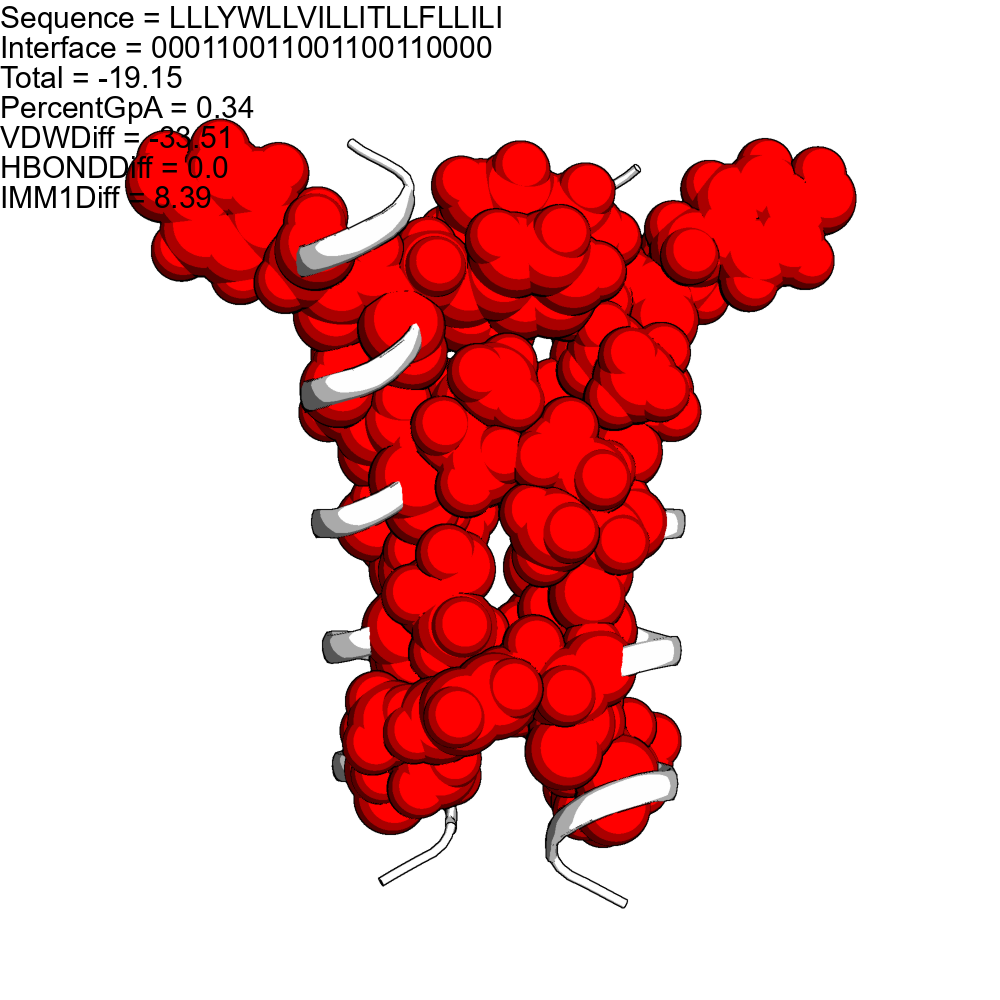 Sequence = LLLYWLLVILLITLLFLLILI
Interface = 000110011001100110000
Total = -19.15
PercentGpA = 0.34
VDWDiff = -33.51
HBONDDiff = 0.0
IMM1Diff = 8.39